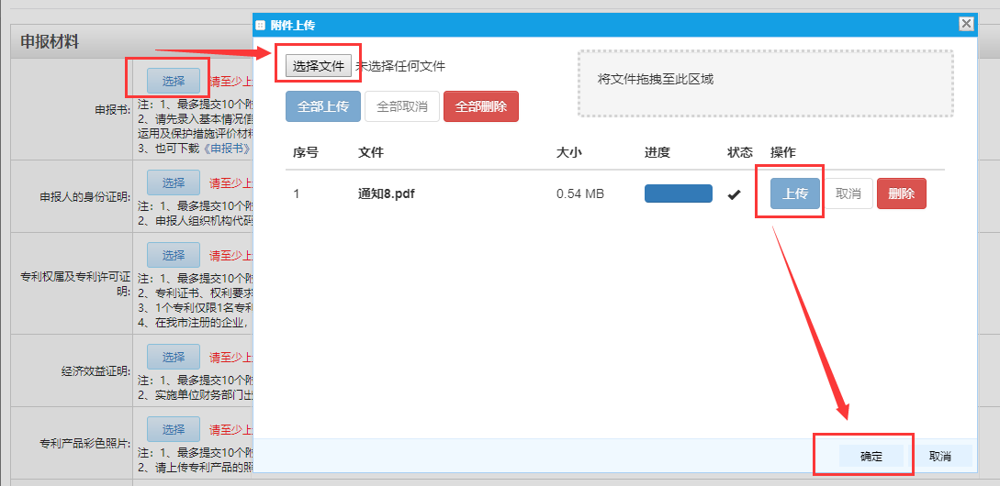 附件上传
申报材料
选择文件 未选择任何文件
将文件拖拽至此区域
全部上传 全部取消 全部删除
序号 文件 大小 进度 状态 操作
1 通知8.pdf 0.54 MB 上传 取消 删除
申报书:
选择 请至少上
注：1、最多提交10个附
2、请先录入基本情况信
运用及保护措施评价材料
3、也可下载《申报书》
申报人的身份证明:
选择 请至少上
注：1、最多提交10个附
2、申报人组织机构代码
专利权属及专利许可证
明:
选择 请至少上
注：1、最多提交10个附
2、专利证书、权利要求
3、1个专利仅限1名专利
4、在我市注册的企业，
经济效益证明:
选择 请至少上
注：1、最多提交10个附
2、实施单位财务部门出
专利产品彩色照片:
选择 请至少上
注：1、最多提交10个附
2、请上传专利产品的照
确定 取消